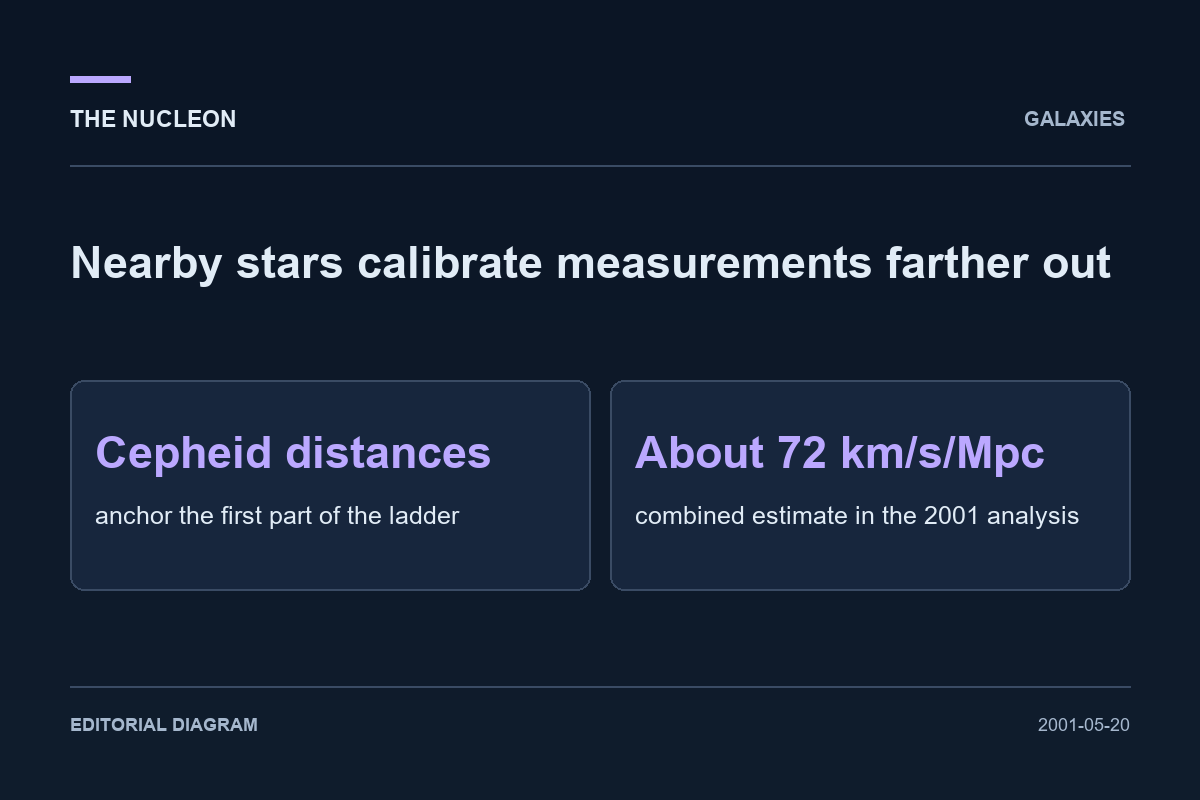 THE NUCLEON
GALAXIES
Nearby stars calibrate measurements farther out
Cepheid distances
anchor the first part of the ladder
About 72 km/s/Mpc
combined estimate in the 2001 analysis
EDITORIAL DIAGRAM
2001-05-20